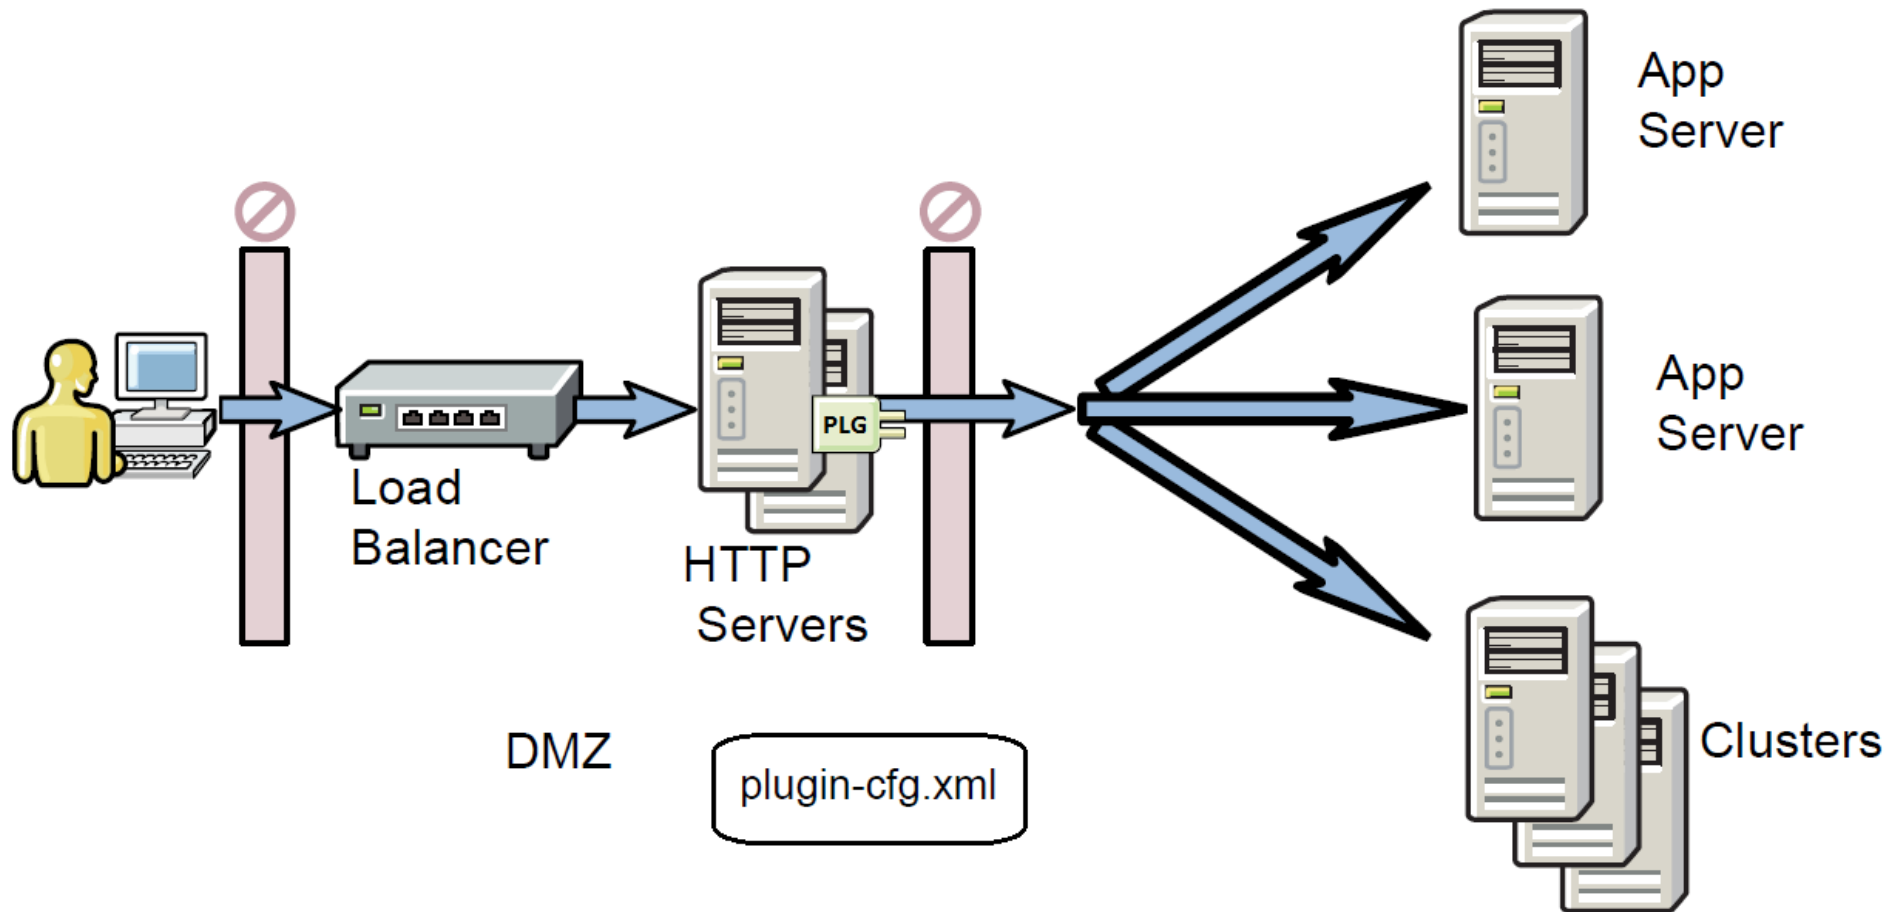 App
Server
App
Server
PLG
Load
Balancer
HTTP
Servers
DMZ
plugin-cfg.xml
Clusters